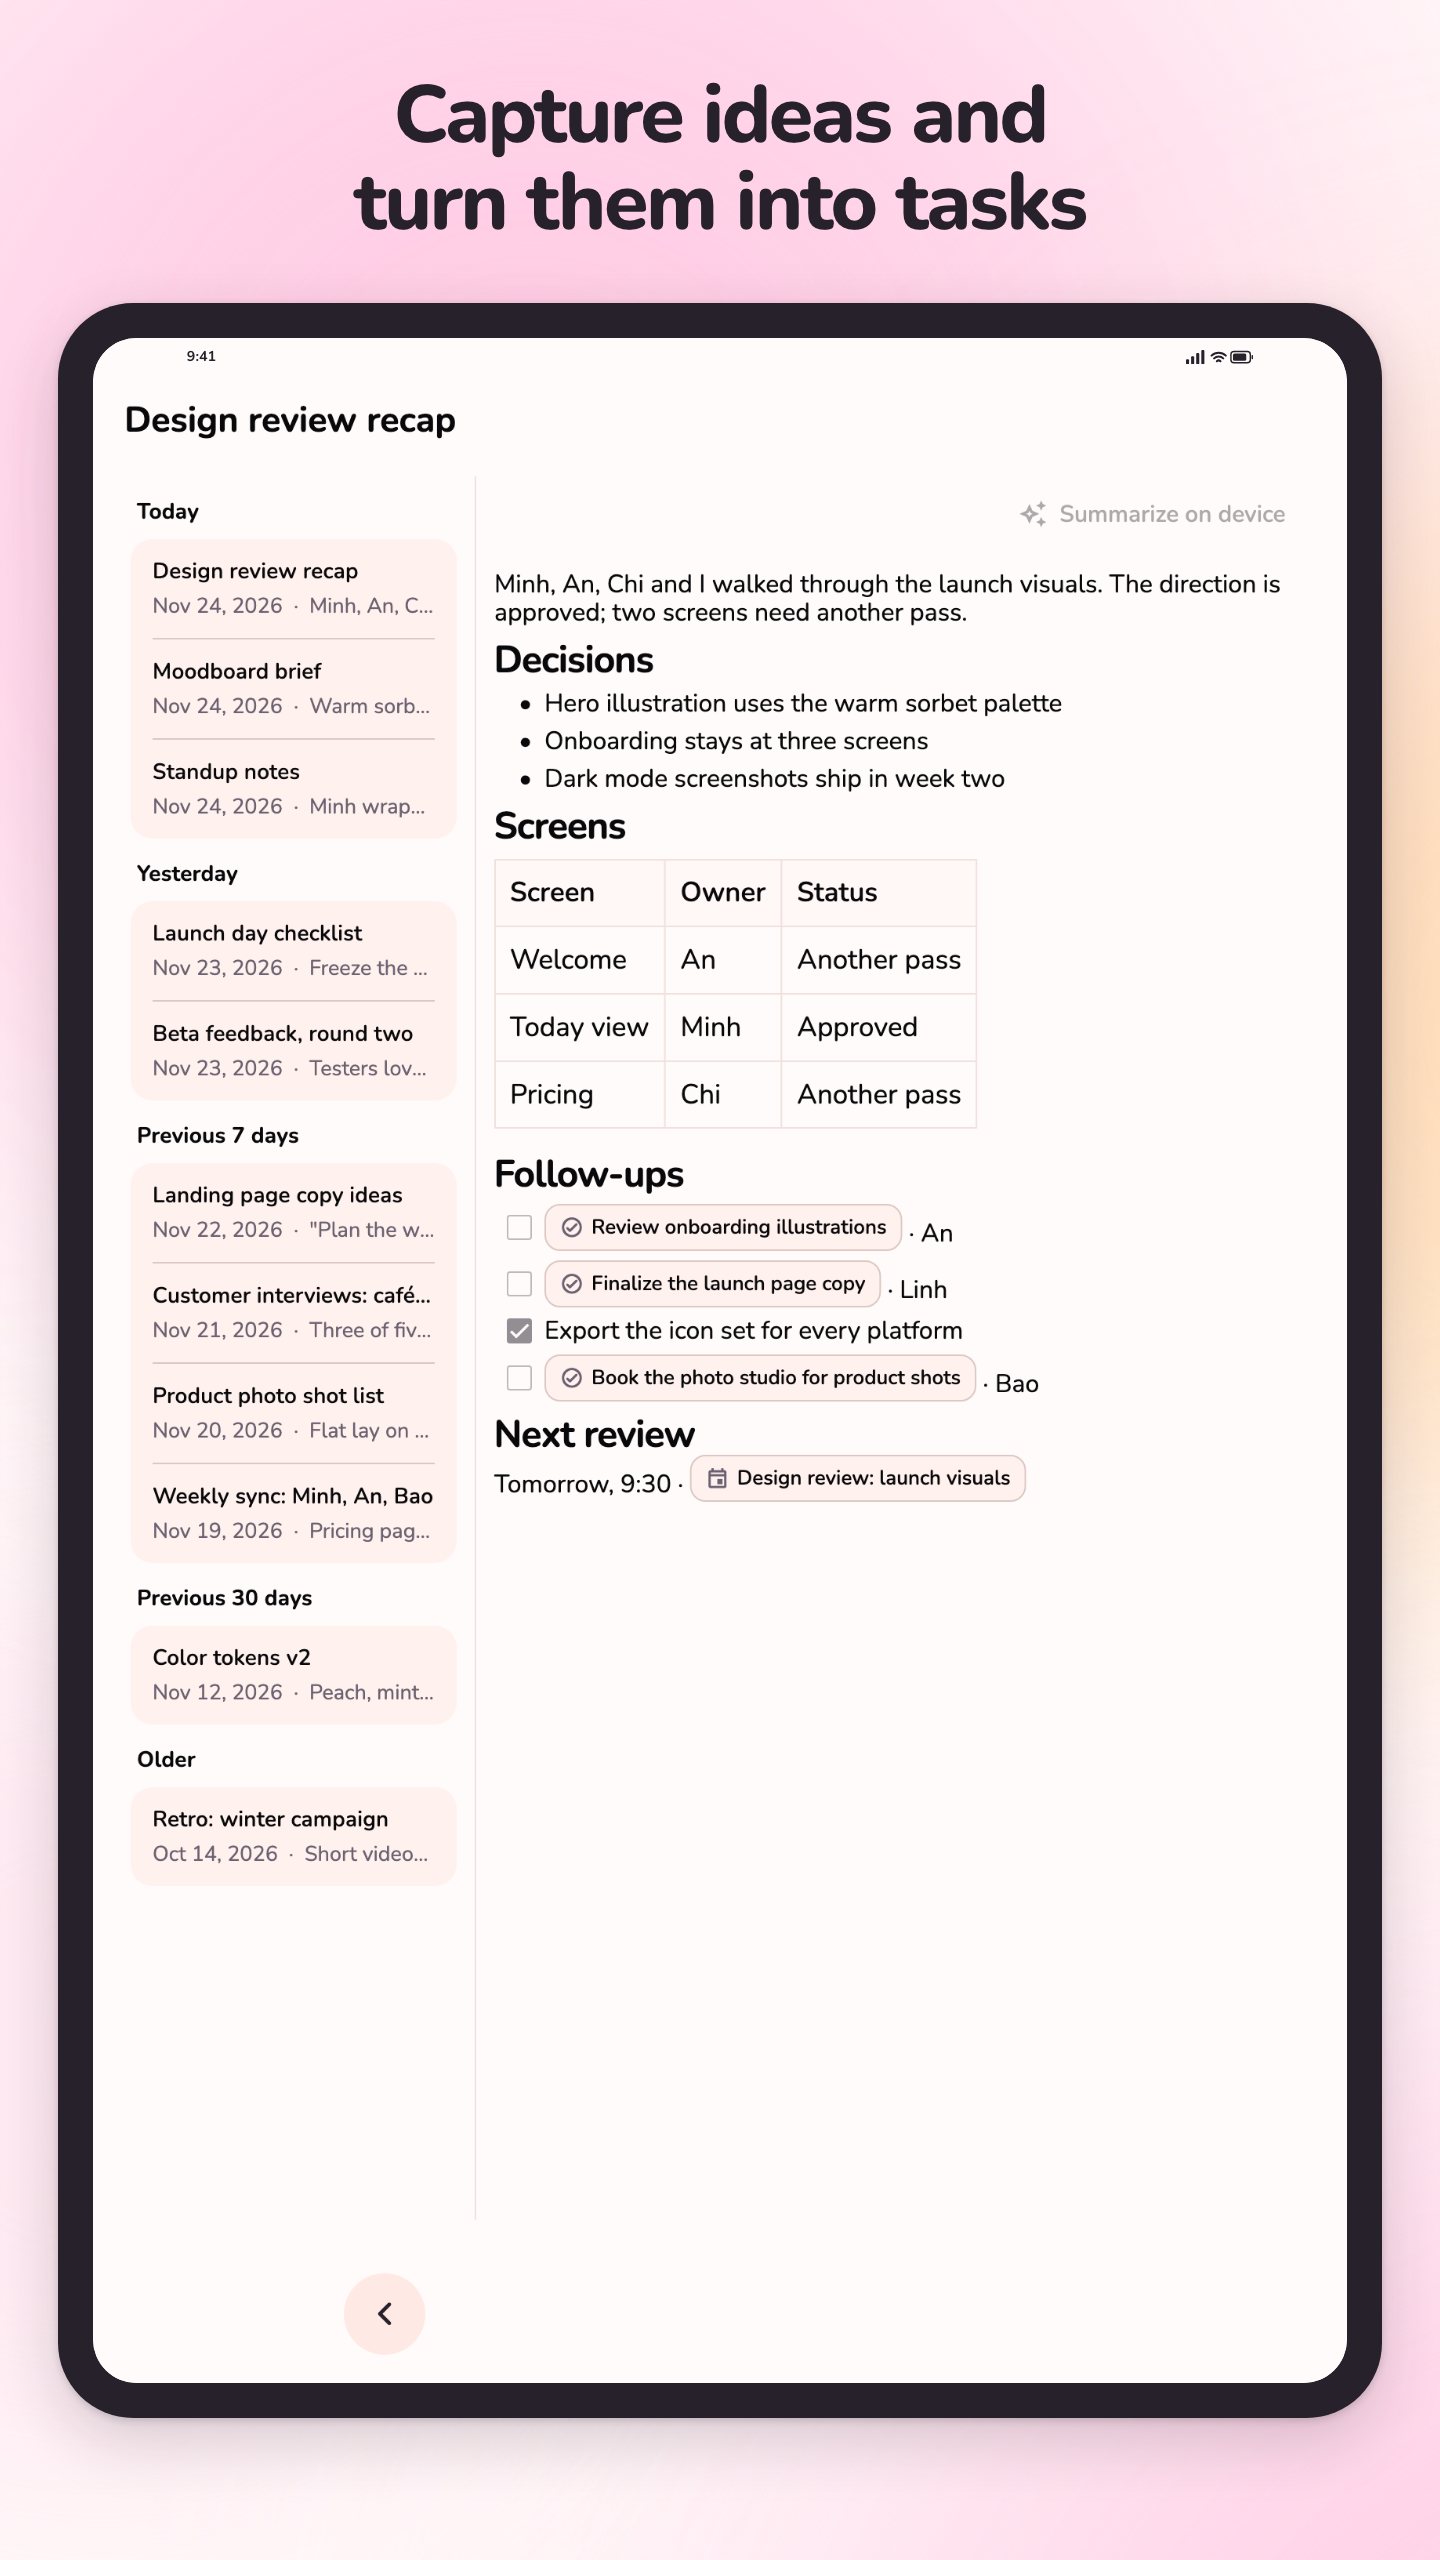 Capture ideas and
turn them into tasks
9:41
Design review recap
Today
Design review recap
Nov 24, 2026 · Minh, An, C...
Moodboard brief
Nov 24, 2026 · Warm sorb...
Standup notes
Nov 24, 2026 · Minh wrap...
Yesterday
Launch day checklist
Nov 23, 2026 · Freeze the ...
Beta feedback, round two
Nov 23, 2026 · Testers lov...
Previous 7 days
Landing page copy ideas
Nov 22, 2026 · "Plan the w...
Customer interviews: café...
Nov 21, 2026 · Three of fiv...
Product photo shot list
Nov 20, 2026 · Flat lay on ...
Weekly sync: Minh, An, Bao
Nov 19, 2026 · Pricing pag...
Previous 30 days
Color tokens v2
Nov 12, 2026 · Peach, mint...
Older
Retro: winter campaign
Oct 14, 2026 · Short video...
Summarize on device
Minh, An, Chi and I walked through the launch visuals. The direction is
approved; two screens need another pass.
Decisions
• Hero illustration uses the warm sorbet palette
• Onboarding stays at three screens
• Dark mode screenshots ship in week two
Screens
Screen Owner Status
Welcome An Another pass
Today view Minh Approved
Pricing Chi Another pass
Follow-ups
Review onboarding illustrations · An
Finalize the launch page copy · Linh
Export the icon set for every platform
Book the photo studio for product shots · Bao
Next review
Tomorrow, 9:30 · Design review: launch visuals